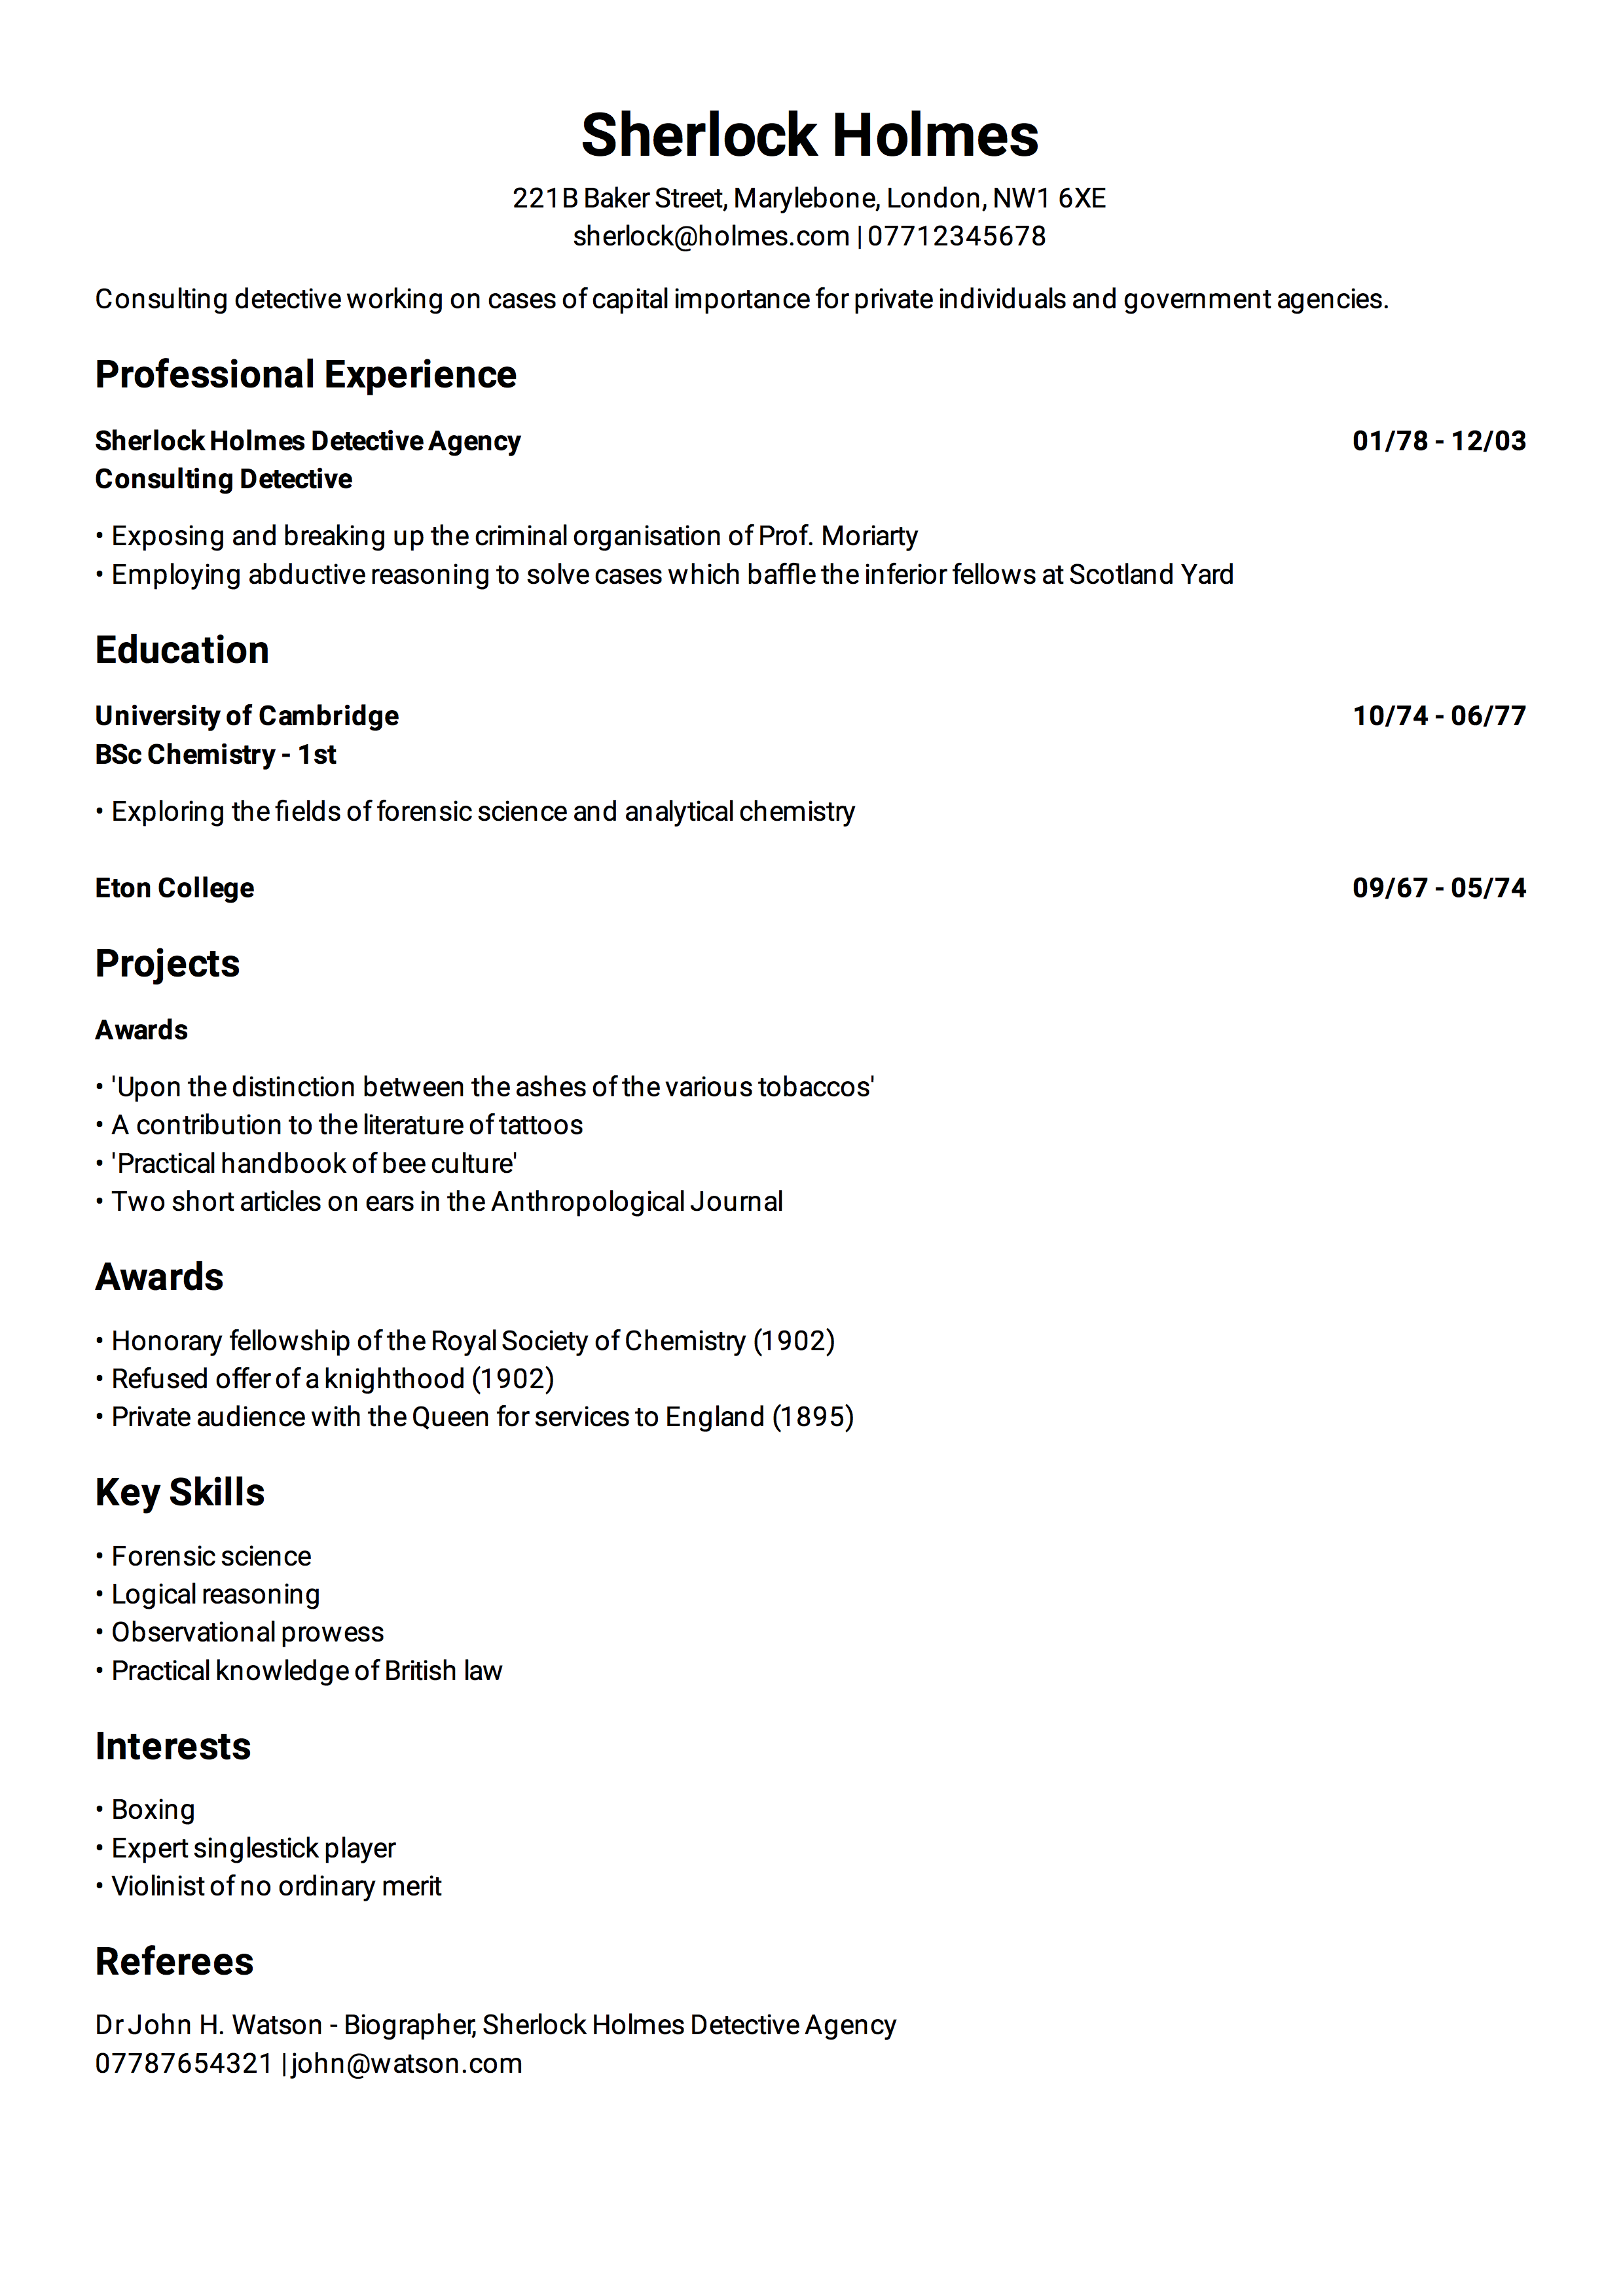 Sherlock Holmes
221B Baker Street, Marylebone, London, NW1 6XE
sherlock@holmes.com | 07712345678
Consulting detective working on cases of capital importance for private individuals and government agencies.
Professional Experience
Sherlock Holmes Detective Agency 01/78 - 12/03
Consulting Detective
• Exposing and breaking up the criminal organisation of Prof. Moriarty
• Employing abductive reasoning to solve cases which baffle the inferior fellows at Scotland Yard
Education
University of Cambridge 10/74 - 06/77
BSc Chemistry - 1st
• Exploring the fields of forensic science and analytical chemistry
Eton College 09/67 - 05/74
Projects
Awards
• 'Upon the distinction between the ashes of the various tobaccos'
• A contribution to the literature of tattoos
• 'Practical handbook of bee culture'
• Two short articles on ears in the Anthropological Journal
Awards
• Honorary fellowship of the Royal Society of Chemistry (1902)
• Refused offer of a knighthood (1902)
• Private audience with the Queen for services to England (1895)
Key Skills
• Forensic science
• Logical reasoning
• Observational prowess
• Practical knowledge of British law
Interests
• Boxing
• Expert singlestick player
• Violinist of no ordinary merit
Referees
Dr John H. Watson - Biographer, Sherlock Holmes Detective Agency
07787654321 | john@watson.com